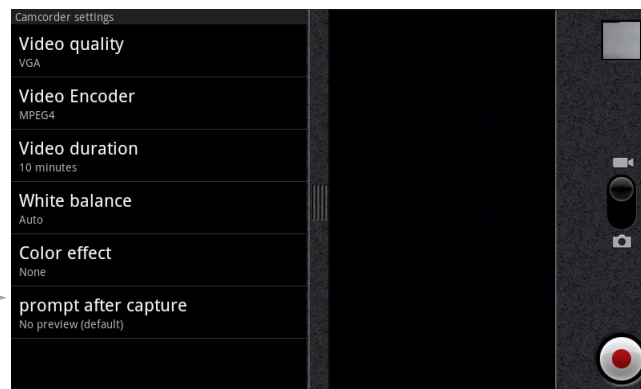 Camcorder settings
Video quality
VGA
Video Encoder
MPEG4
Video duration
10 minutes
White balance
Auto
Color effect
None
prompt after capture
No preview (default)